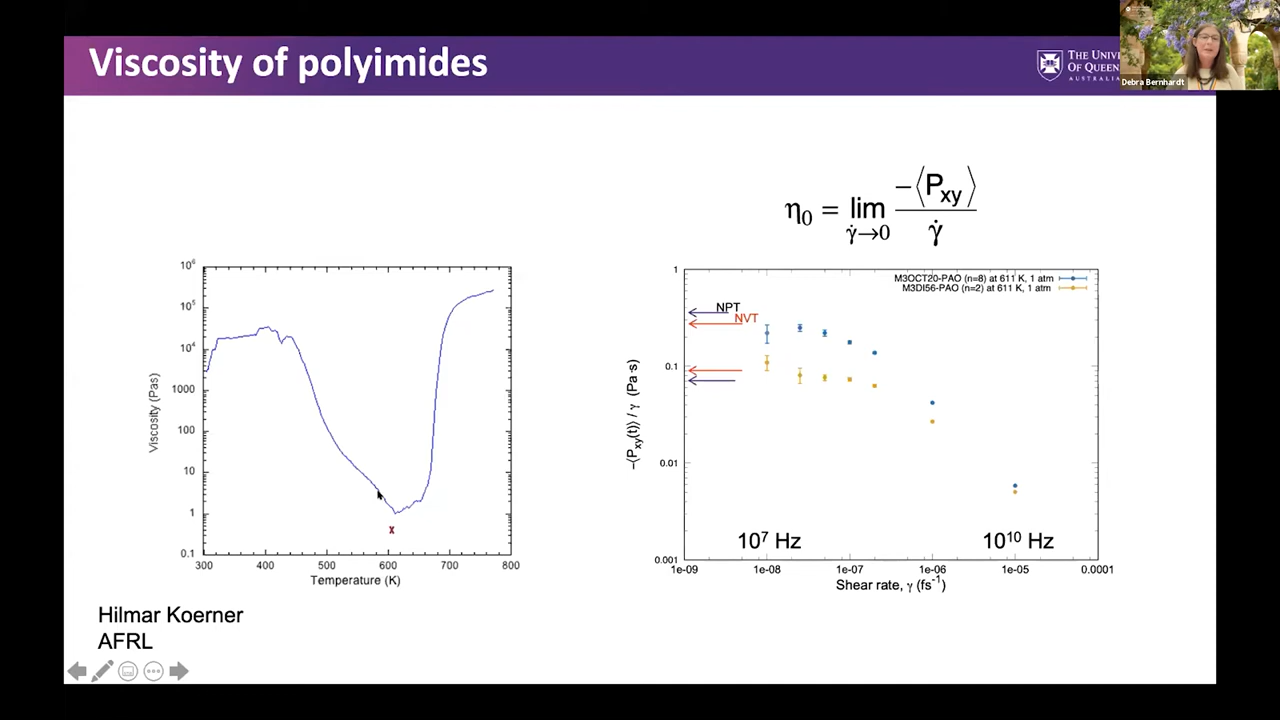 Viscosity of polyimides
THE UNIVE
OF QUEEN
AUSTRALIA
Debra Bernhardt
η₀ = lim γ̇→0 −⟨Pxy⟩ / γ̇
10⁶
10⁵
10⁴
1000
100
10
1
0.1
Viscosity (Pas)
300 400 500 600 700 800
Temperature (K)
x
M3OCT20-PAO (n=8) at 611 K, 1 atm
M3DI56-PAO (n=2) at 611 K, 1 atm
NPT
NVT
1
0.1
0.01
0.001
−⟨Pxy(t)⟩ / γ (Pa·s)
10⁷ Hz
10¹⁰ Hz
1e-09 1e-08 1e-07 1e-06 1e-05 0.0001
Shear rate, γ (fs⁻¹)
Hilmar Koerner
AFRL